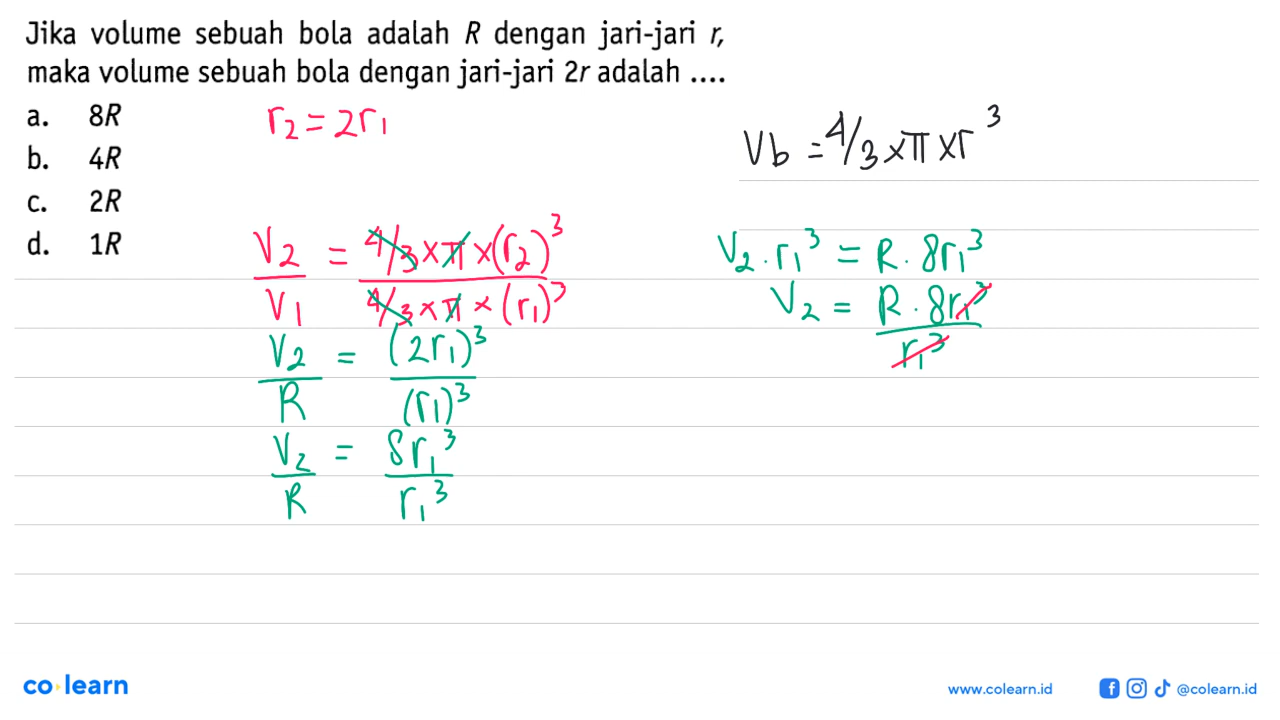 Jika volume sebuah bola adalah R dengan jari-jari r,
maka volume sebuah bola dengan jari-jari 2r adalah ....
a. 8R
b. 4R
c. 2R
d. 1R
r₂ = 2r₁
Vb = 4/3 × π × r³
V₂/V₁ = (4/3 × π × (r₂)³)/(4/3 × π × (r₁)³)
V₂/R = (2r₁)³/(r₁)³
V₂/R = 8r₁³/r₁³
V₂ · r₁³ = R · 8r₁³
V₂ = R · 8r₁³/r₁³
co learn
www.colearn.id
@colearn.id